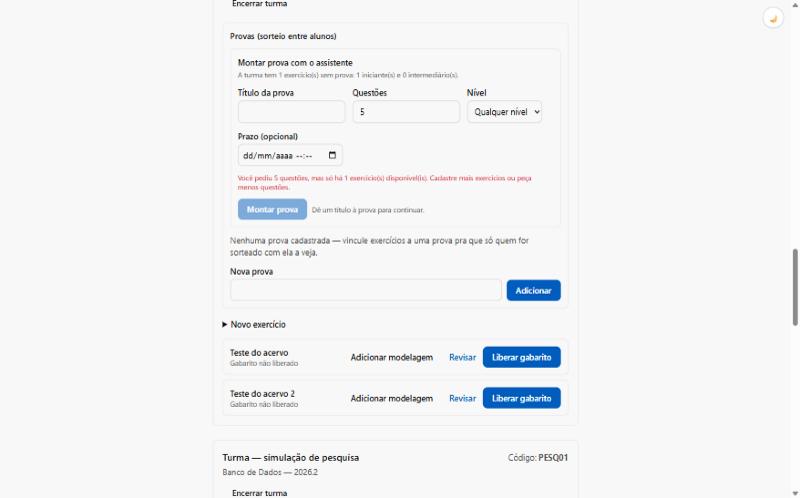 Encerrar turma
Provas (sorteio entre alunos)
Montar prova com o assistente
A turma tem 1 exercício(s) sem prova: 1 iniciante(s) e 0 intermediário(s).
Título da prova
Questões
Nível
5
Qualquer nível
Prazo (opcional)
dd/mm/aaaa --:--
Você pediu 5 questões, mas só há 1 exercício(s) disponível(is). Cadastre mais exercícios ou peça
menos questões.
Montar prova
Dê um título à prova para continuar.
Nenhuma prova cadastrada — vincule exercícios a uma prova pra que só quem for
sorteado com ela a veja.
Nova prova
Adicionar
Novo exercício
Teste do acervo
Gabarito não liberado
Adicionar modelagem
Revisar
Liberar gabarito
Teste do acervo 2
Gabarito não liberado
Adicionar modelagem
Revisar
Liberar gabarito
Turma — simulação de pesquisa
Código: PESQ01
Banco de Dados — 2026.2
Encerrar turma